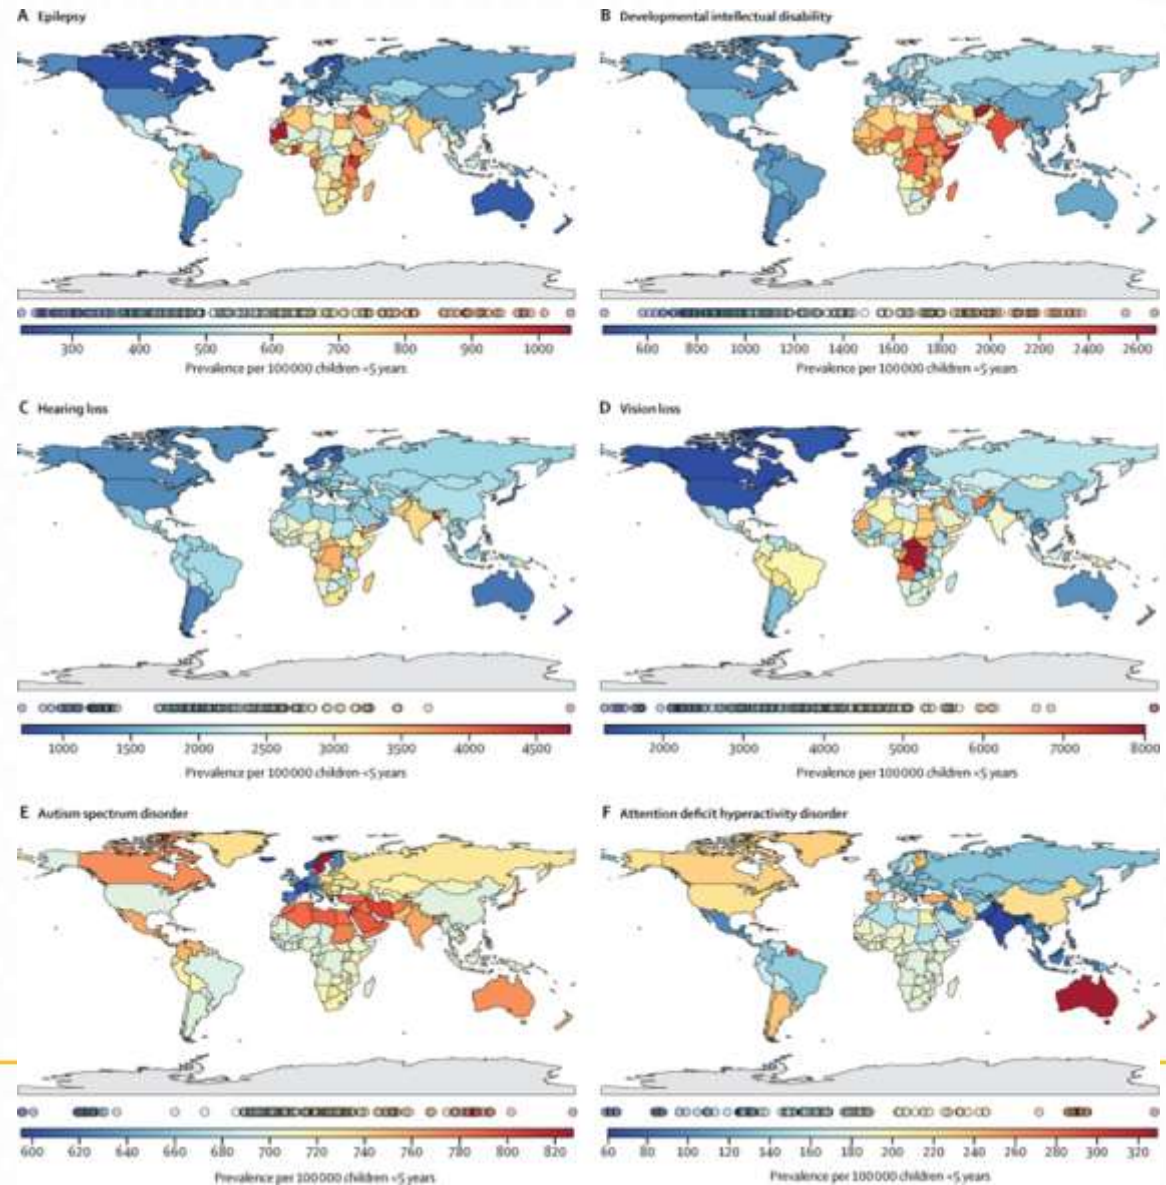 A Epilepsy
B Developmental intellectual disability
300 400 500 600 700 800 900 1000
Prevalence per 100 000 children <5 years
600 800 1000 1200 1400 1600 1800 2000 2200 2400 2600
Prevalence per 100 000 children <5 years
C Hearing loss
D Vision loss
1000 1500 2000 2500 3000 3500 4000 4500
Prevalence per 100 000 children <5 years
2000 3000 4000 5000 6000 7000 8000
Prevalence per 100 000 children <5 years
E Autism spectrum disorder
F Attention deficit hyperactivity disorder
600 620 640 660 680 700 720 740 760 780 800 820
Prevalence per 100 000 children <5 years
60 80 100 120 140 160 180 200 220 240 260 280 300 320
Prevalence per 100 000 children <5 years